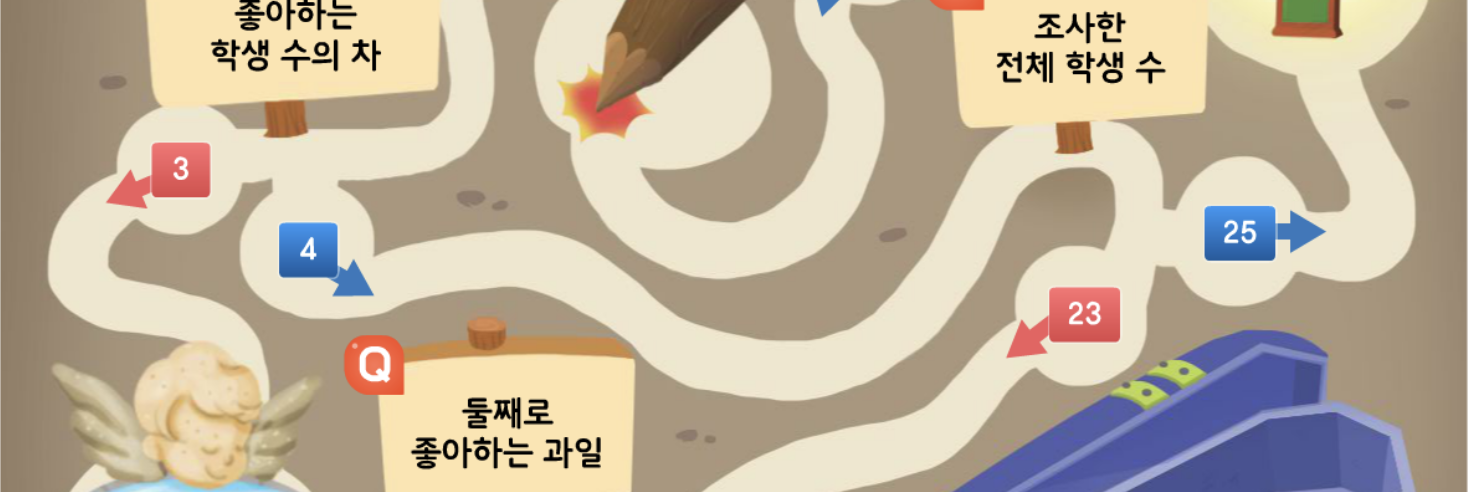 좋아하는
학생 수의 차
조사한
전체 학생 수
3
4
25
23
Q
둘째로
좋아하는 과일